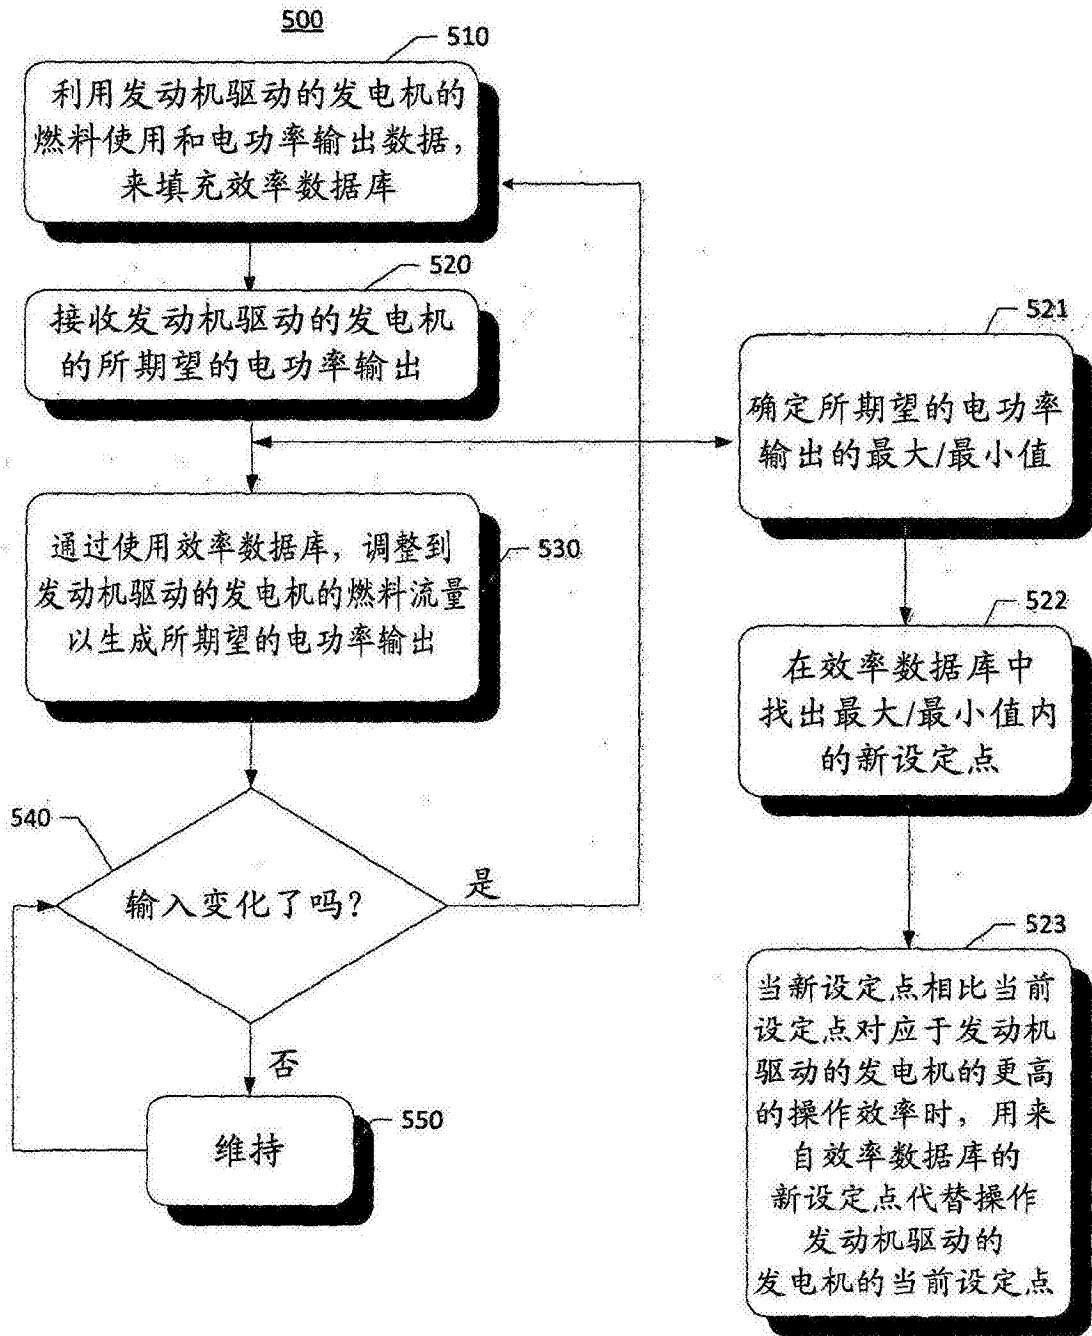 500
510
利用发动机驱动的发电机的
燃料使用和电功率输出数据，
来填充效率数据库
520
接收发动机驱动的发电机
的所期望的电功率输出
521
确定所期望的电功率
输出的最大/最小值
530
通过使用效率数据库，调整到
发动机驱动的发电机的燃料流量
以生成所期望的电功率输出
522
在效率数据库中
找出最大/最小值内
的新设定点
540
输入变化了吗？
是
否
550
维持
523
当新设定点相比当前
设定点对应于发动机
驱动的发电机的更高
的操作效率时，用来
自效率数据库的
新设定点代替操作
发动机驱动的
发电机的当前设定点